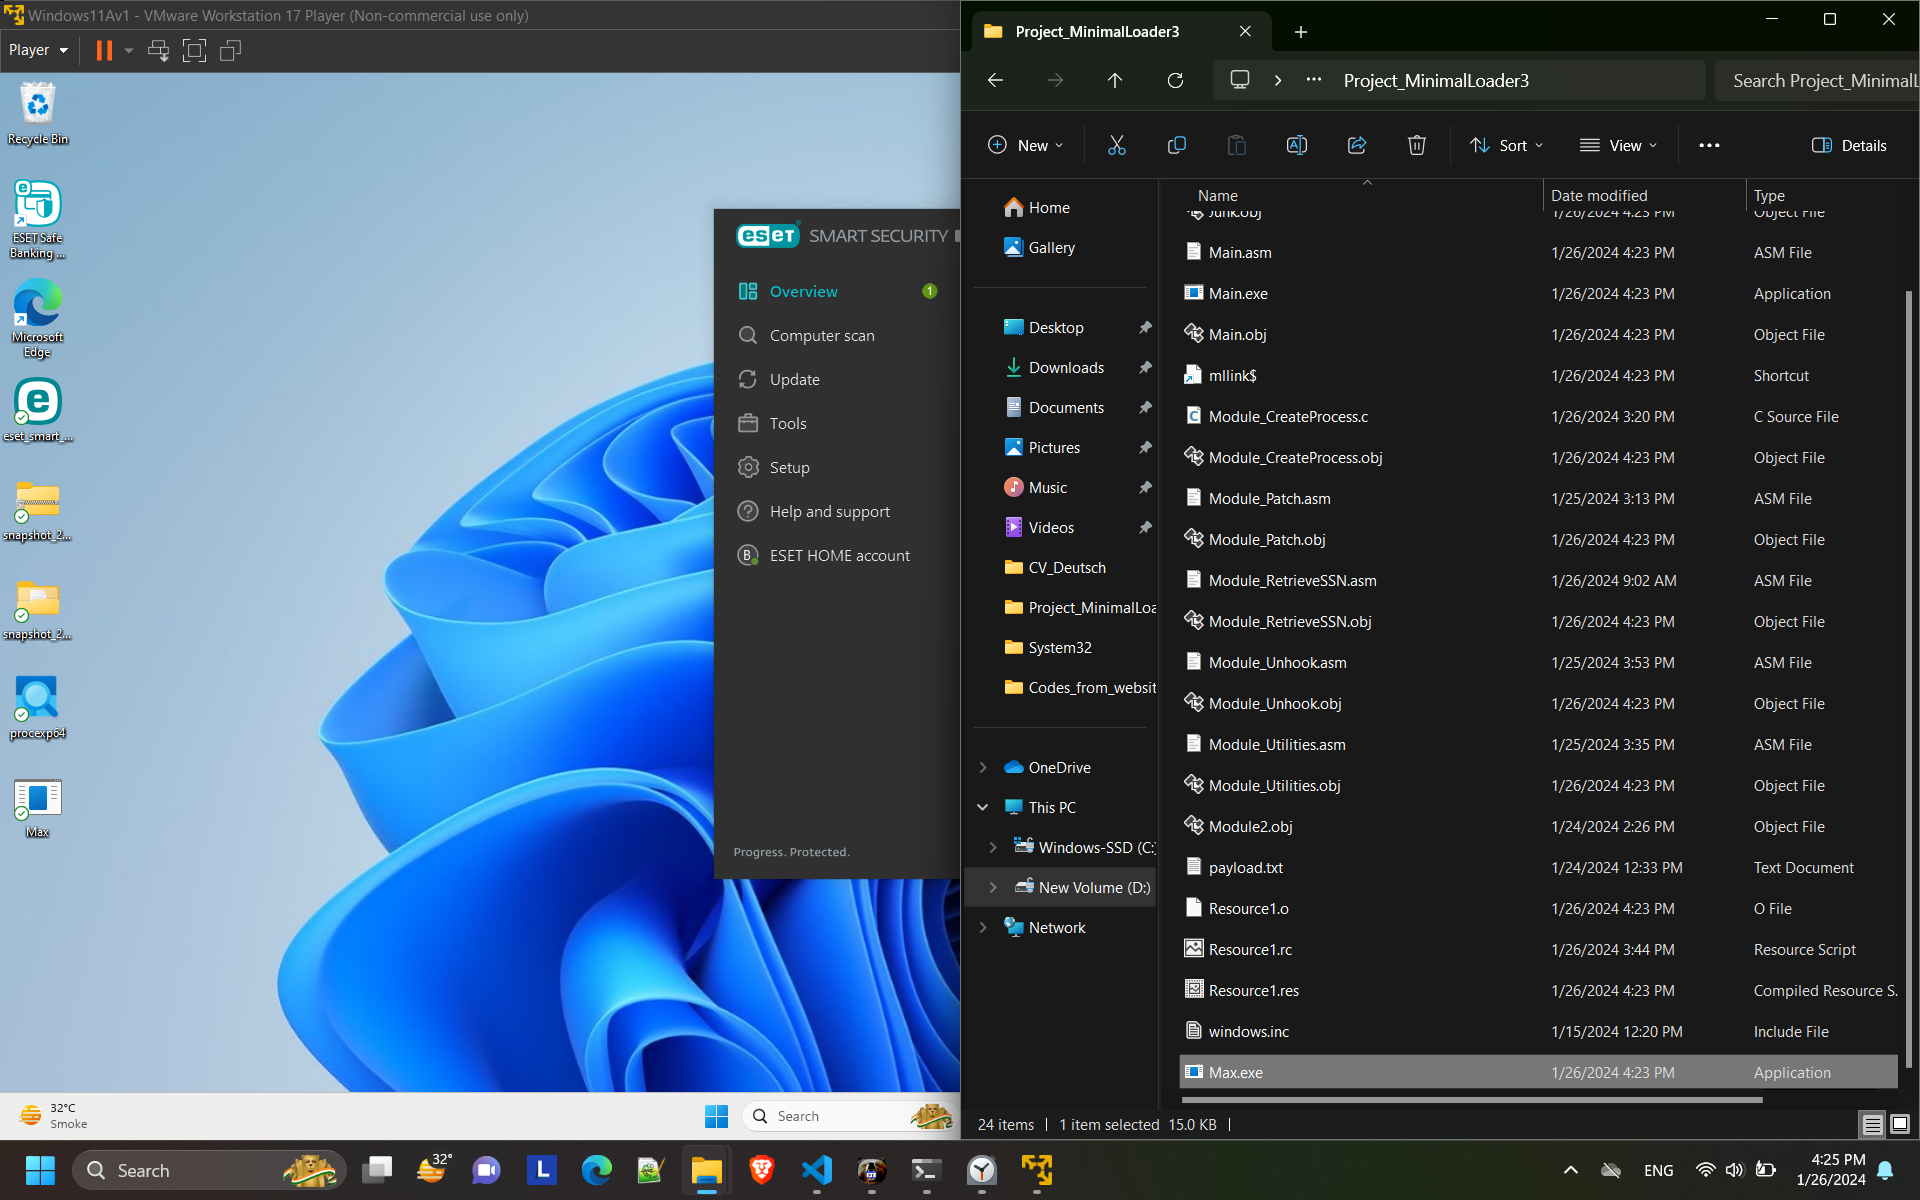 Windows11Av1 - VMware Workstation 17 Player (Non-commercial use only)
Player
Recycle Bin
ESET Safe
Banking ...
Microsoft
Edge
eset_smart_...
snapshot_2...
snapshot_2...
procexp64
Max
eset SMART SECURITY
Overview
1
Computer scan
Update
Tools
Setup
Help and support
ESET HOME account
Progress. Protected.
32°C
Smoke
Search
Project_MinimalLoader3
Project_MinimalLoader3
Search Project_MinimalL
New
Sort
View
Details
Home
Gallery
Desktop
Downloads
Documents
Pictures
Music
Videos
CV_Deutsch
Project_MinimalLoa
System32
Codes_from_websit
OneDrive
This PC
Windows-SSD (C:)
New Volume (D:)
Network
Name Date modified Type
Junk.obj 1/26/2024 4:23 PM Object File
Main.asm 1/26/2024 4:23 PM ASM File
Main.exe 1/26/2024 4:23 PM Application
Main.obj 1/26/2024 4:23 PM Object File
mllink$ 1/26/2024 4:23 PM Shortcut
Module_CreateProcess.c 1/26/2024 3:20 PM C Source File
Module_CreateProcess.obj 1/26/2024 4:23 PM Object File
Module_Patch.asm 1/25/2024 3:13 PM ASM File
Module_Patch.obj 1/26/2024 4:23 PM Object File
Module_RetrieveSSN.asm 1/26/2024 9:02 AM ASM File
Module_RetrieveSSN.obj 1/26/2024 4:23 PM Object File
Module_Unhook.asm 1/25/2024 3:53 PM ASM File
Module_Unhook.obj 1/26/2024 4:23 PM Object File
Module_Utilities.asm 1/25/2024 3:35 PM ASM File
Module_Utilities.obj 1/26/2024 4:23 PM Object File
Module2.obj 1/24/2024 2:26 PM Object File
payload.txt 1/24/2024 12:33 PM Text Document
Resource1.o 1/26/2024 4:23 PM O File
Resource1.rc 1/26/2024 3:44 PM Resource Script
Resource1.res 1/26/2024 4:23 PM Compiled Resource S.
windows.inc 1/15/2024 12:20 PM Include File
Max.exe 1/26/2024 4:23 PM Application
24 items 1 item selected 15.0 KB
Search
32°
ENG
4:25 PM
1/26/2024